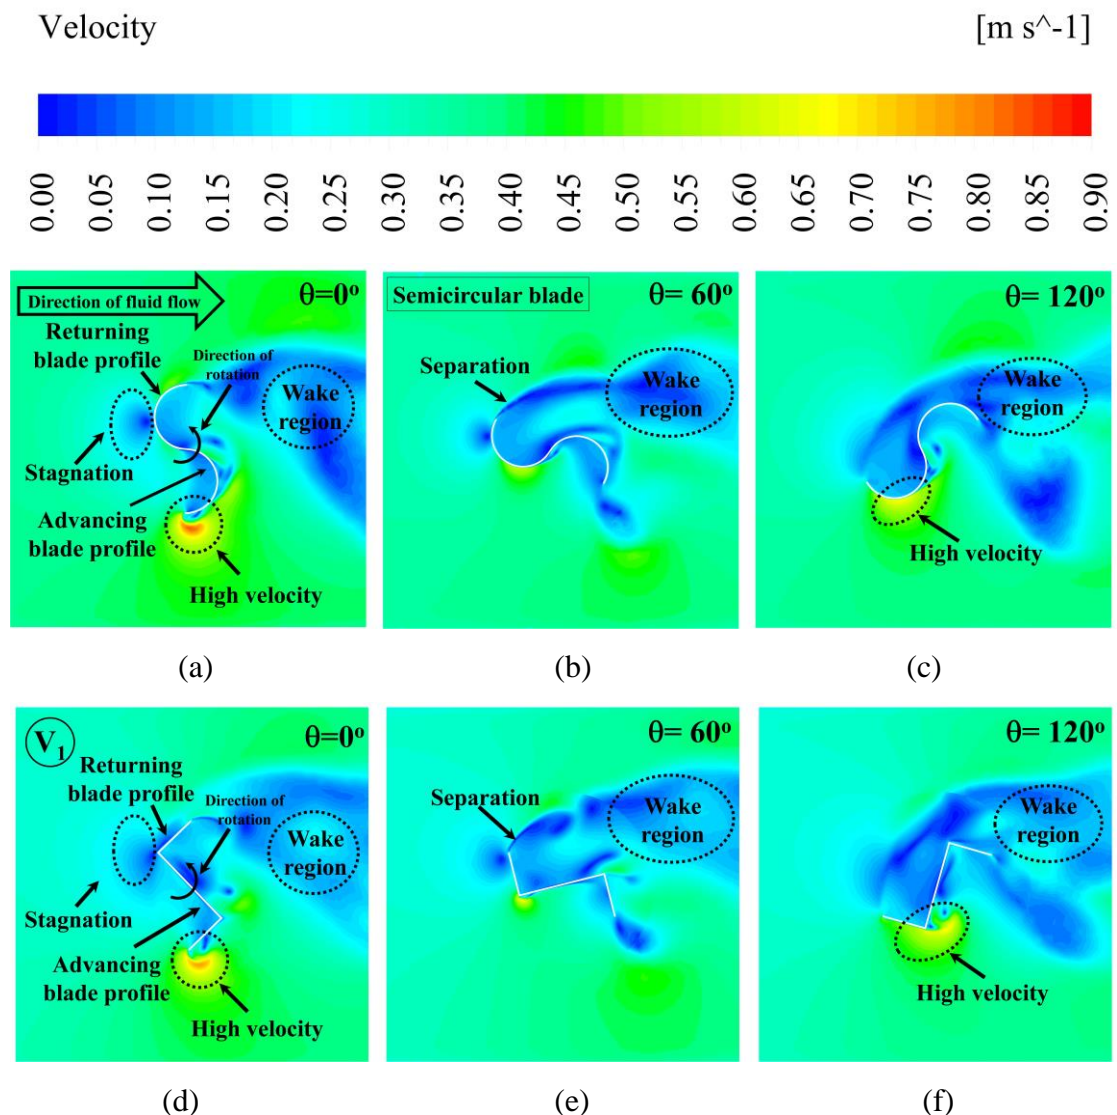 Velocity [m s^-1]
0.00 0.05 0.10 0.15 0.20 0.25 0.30 0.35 0.40 0.45 0.50 0.55 0.60 0.65 0.70 0.75 0.80 0.85 0.90
Direction of fluid flow
θ=0º
Returning
blade profile
Direction of
rotation
Wake
region
Stagnation
Advancing
blade profile
High velocity
Semicircular blade
θ= 60º
Separation
Wake
region
θ= 120º
Wake
region
High velocity
(a)
(b)
(c)
V1
θ=0º
Returning
blade profile
Direction of
rotation
Wake
region
Stagnation
Advancing
blade profile
High velocity
θ= 60º
Separation
Wake
region
θ= 120º
Wake
region
High velocity
(d)
(e)
(f)